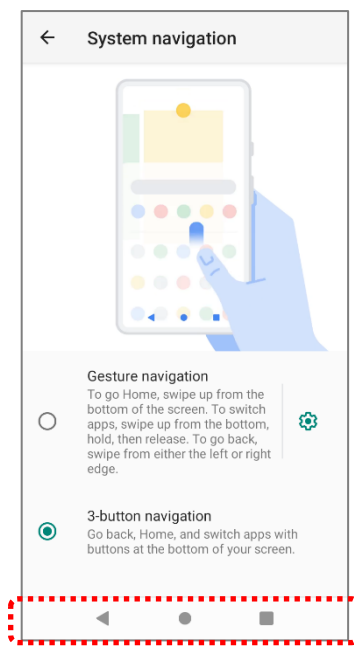 System navigation
Gesture navigation
To go Home, swipe up from the
bottom of the screen. To switch
apps, swipe up from the bottom,
hold, then release. To go back,
swipe from either the left or right
edge.
3-button navigation
Go back, Home, and switch apps with
buttons at the bottom of your screen.